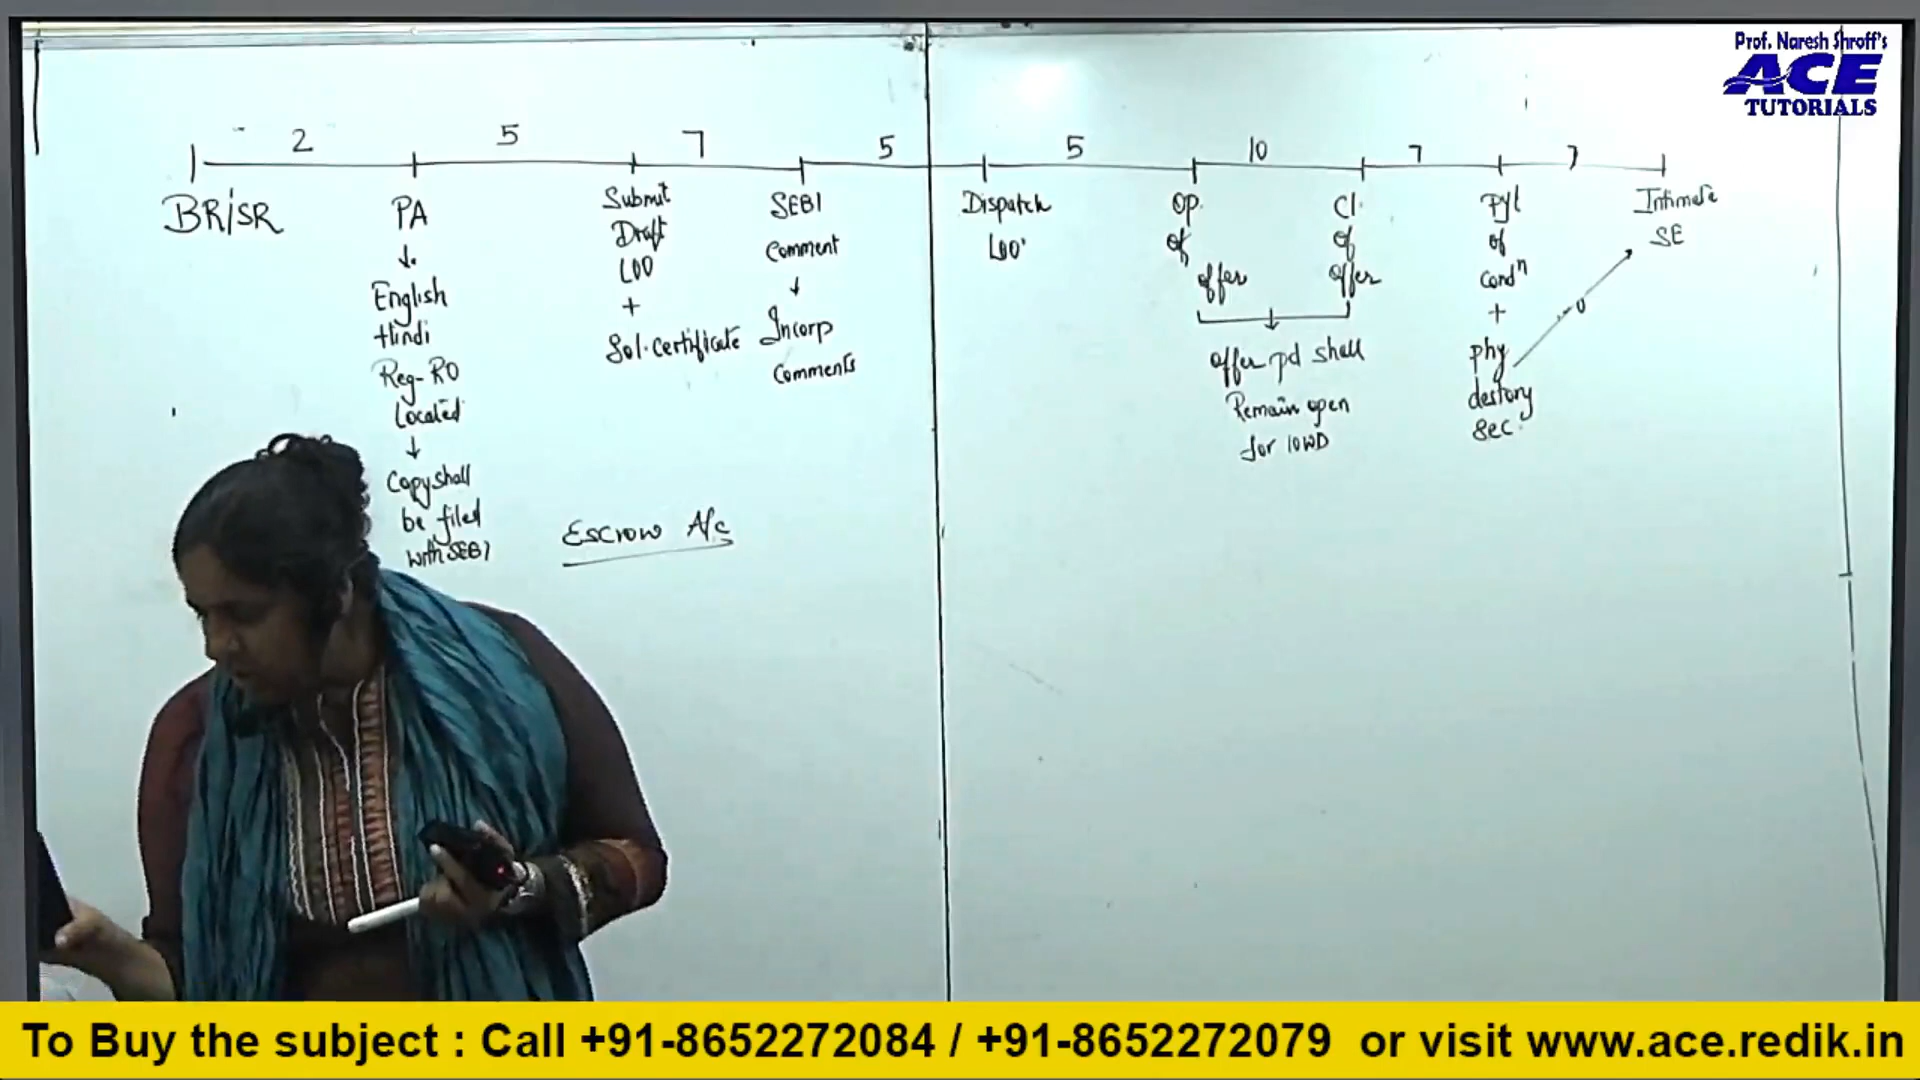 Prof. Naresh Shroff's
ACE
TUTORIALS
2 5 7 5 5 10 7 7
BR/SR
PA
↓
English
Hindi
Reg-RO
Located
↓
Copy shall
be filed
with SEBI
Submit
Draft
LOO
+
Sol. certificate
SEBI
Comment
↓
Incorp
Comments
Escrow A/c
Dispatch
LOO
Op.
of
offer
Cl.
of
offer
offer pd shall
Remain open
for 10WD
Pyt
of
Condⁿ
+
phy
destory
sec.
Intimate
SE
To Buy the subject : Call +91-8652272084 / +91-8652272079 or visit www.ace.redik.in